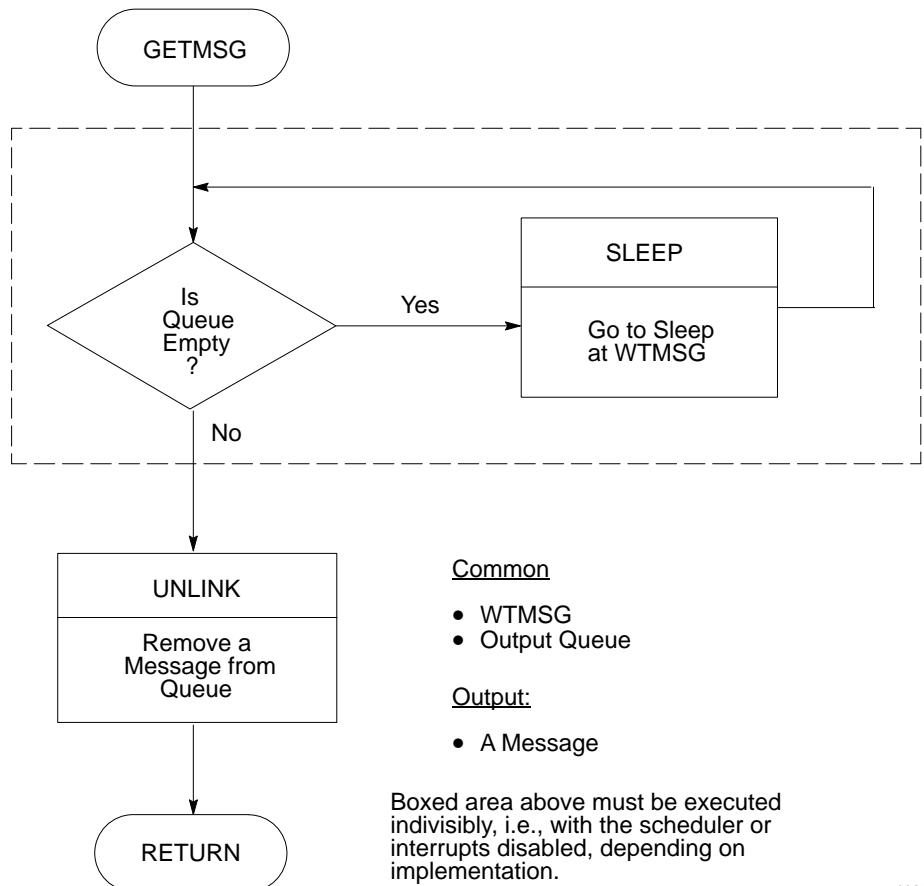 GETMSG
SLEEP
Is
Queue
Empty
?
Yes
Go to Sleep
at WTMSG
No
UNLINK
Remove a
Message from
Queue
Common
• WTMSG
• Output Queue
Output:
• A Message
RETURN
Boxed area above must be executed
indivisibly, i.e., with the scheduler or
interrupts disabled, depending on
implementation.